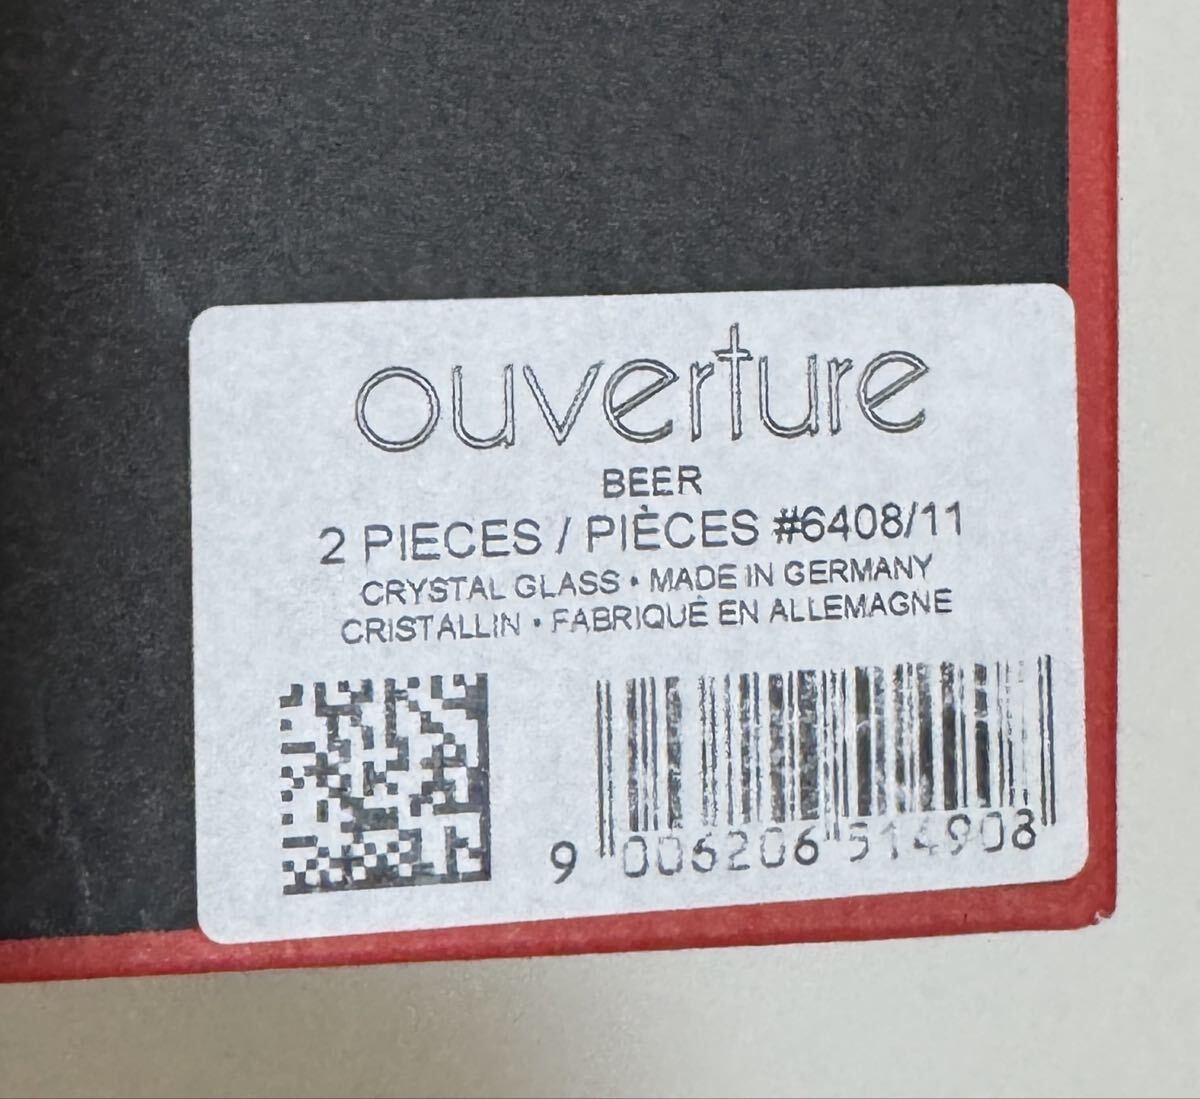 ouverture
BEER
2 PIECES / PIÈCES #6408/11
CRYSTAL GLASS • MADE IN GERMANY
CRISTALLIN • FABRIQUÉ EN ALLEMAGNE
9 006206 514908